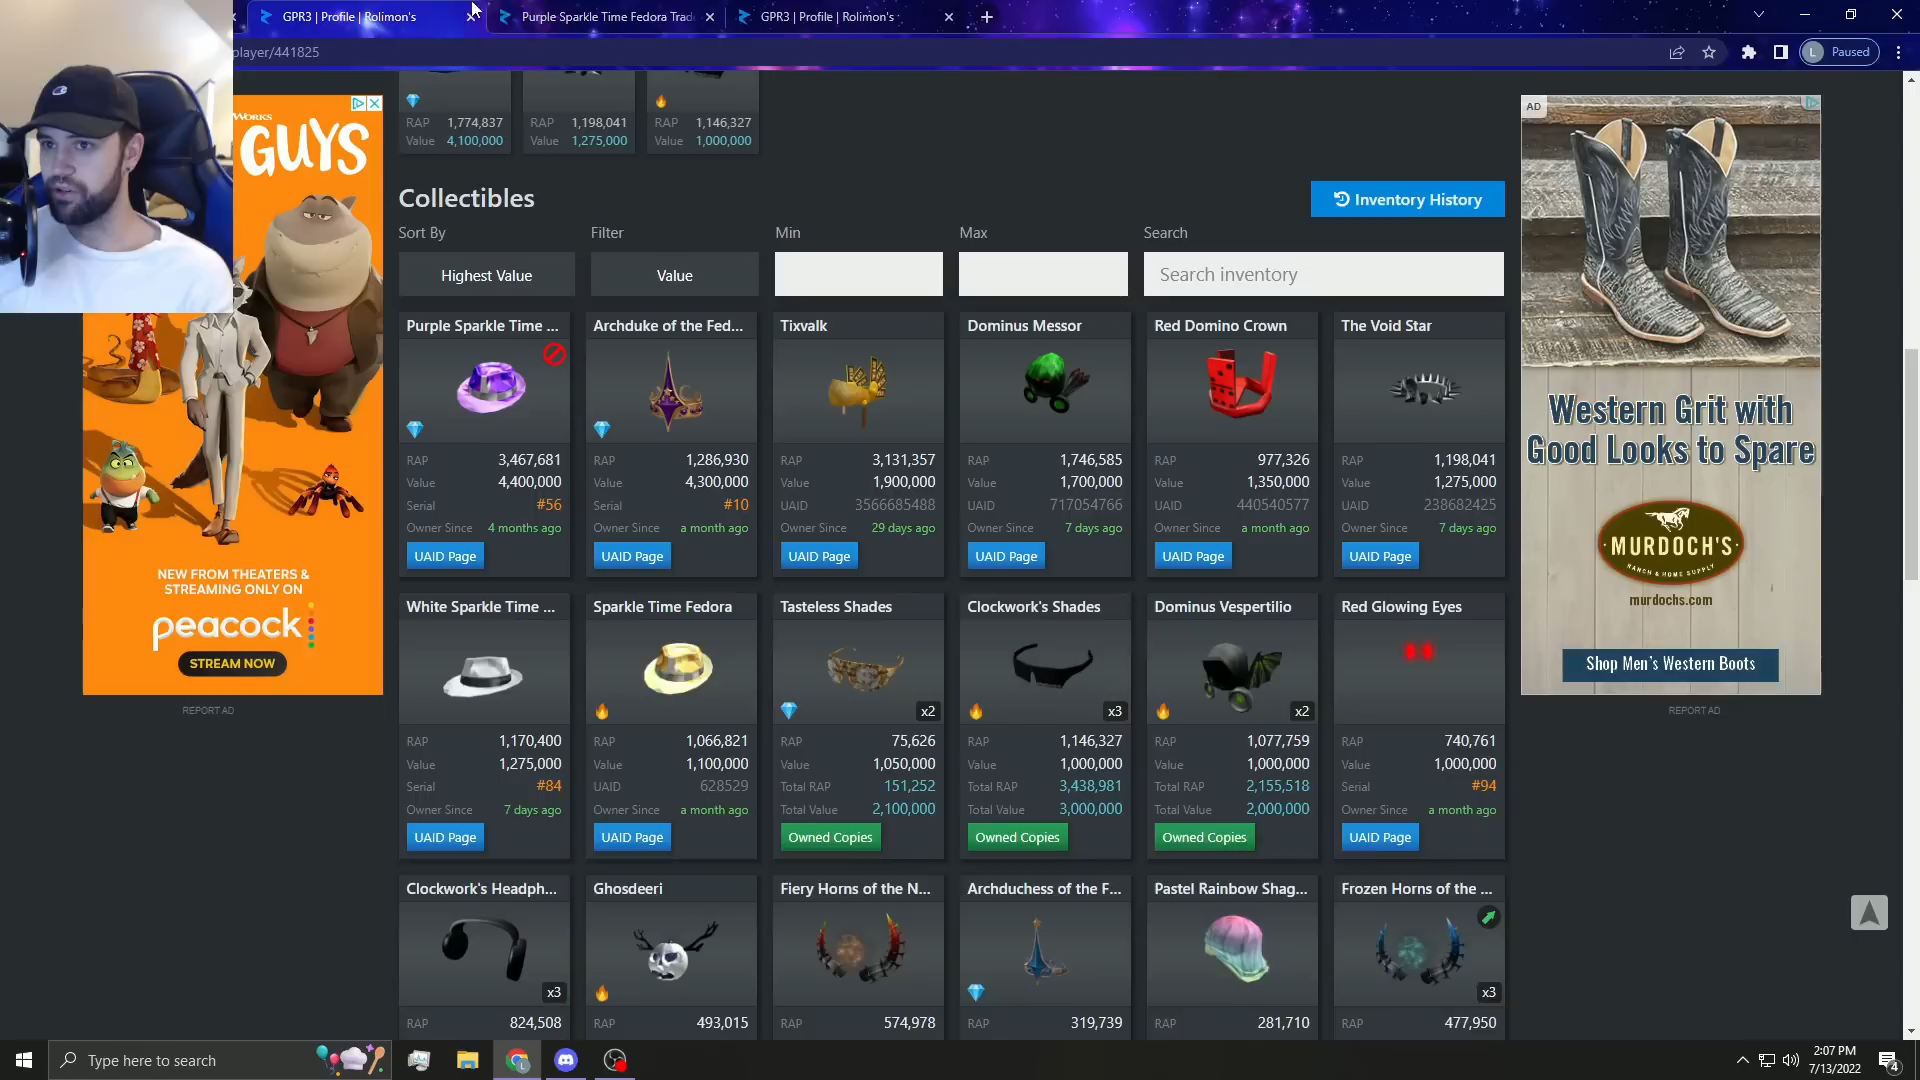 GPR3 | Profile | Rolimon's
Purple Sparkle Time Fedora Trad
GPR3 | Profile | Rolimon's
player/441825
L Paused
RAP 1,774,837
Value 4,100,000
RAP 1,198,041
Value 1,275,000
RAP 1,146,327
Value 1,000,000
Collectibles
Inventory History
Sort By
Filter
Min
Max
Search
Highest Value
Value
Search inventory
Purple Sparkle Time ...
RAP 3,467,681
Value 4,400,000
Serial #56
Owner Since 4 months ago
UAID Page
Archduke of the Fed...
RAP 1,286,930
Value 4,300,000
Serial #10
Owner Since a month ago
UAID Page
Tixvalk
RAP 3,131,357
Value 1,900,000
UAID 3566685488
Owner Since 29 days ago
UAID Page
Dominus Messor
RAP 1,746,585
Value 1,700,000
UAID 717054766
Owner Since 7 days ago
UAID Page
Red Domino Crown
RAP 977,326
Value 1,350,000
UAID 440540577
Owner Since a month ago
UAID Page
The Void Star
RAP 1,198,041
Value 1,275,000
UAID 238682425
Owner Since 7 days ago
UAID Page
White Sparkle Time ...
RAP 1,170,400
Value 1,275,000
Serial #84
Owner Since 7 days ago
UAID Page
Sparkle Time Fedora
RAP 1,066,821
Value 1,100,000
UAID 628529
Owner Since a month ago
UAID Page
Tasteless Shades
x2
RAP 75,626
Value 1,050,000
Total RAP 151,252
Total Value 2,100,000
Owned Copies
Clockwork's Shades
x3
RAP 1,146,327
Value 1,000,000
Total RAP 3,438,981
Total Value 3,000,000
Owned Copies
Dominus Vespertilio
x2
RAP 1,077,759
Value 1,000,000
Total RAP 2,155,518
Total Value 2,000,000
Owned Copies
Red Glowing Eyes
RAP 740,761
Value 1,000,000
Serial #94
Owner Since a month ago
UAID Page
Clockwork's Headph...
x3
RAP 824,508
Ghosdeeri
RAP 493,015
Fiery Horns of the N...
RAP 574,978
Archduchess of the F...
RAP 319,739
Pastel Rainbow Shag...
RAP 281,710
Frozen Horns of the ...
x3
RAP 477,950
WORKS
GUYS
NEW FROM THEATERS &
STREAMING ONLY ON
peacock
STREAM NOW
REPORT AD
AD
Western Grit with
Good Looks to Spare
MURDOCH'S
RANCH & HOME SUPPLY
murdochs.com
Shop Men's Western Boots
REPORT AD
Type here to search
2:07 PM
7/13/2022
4